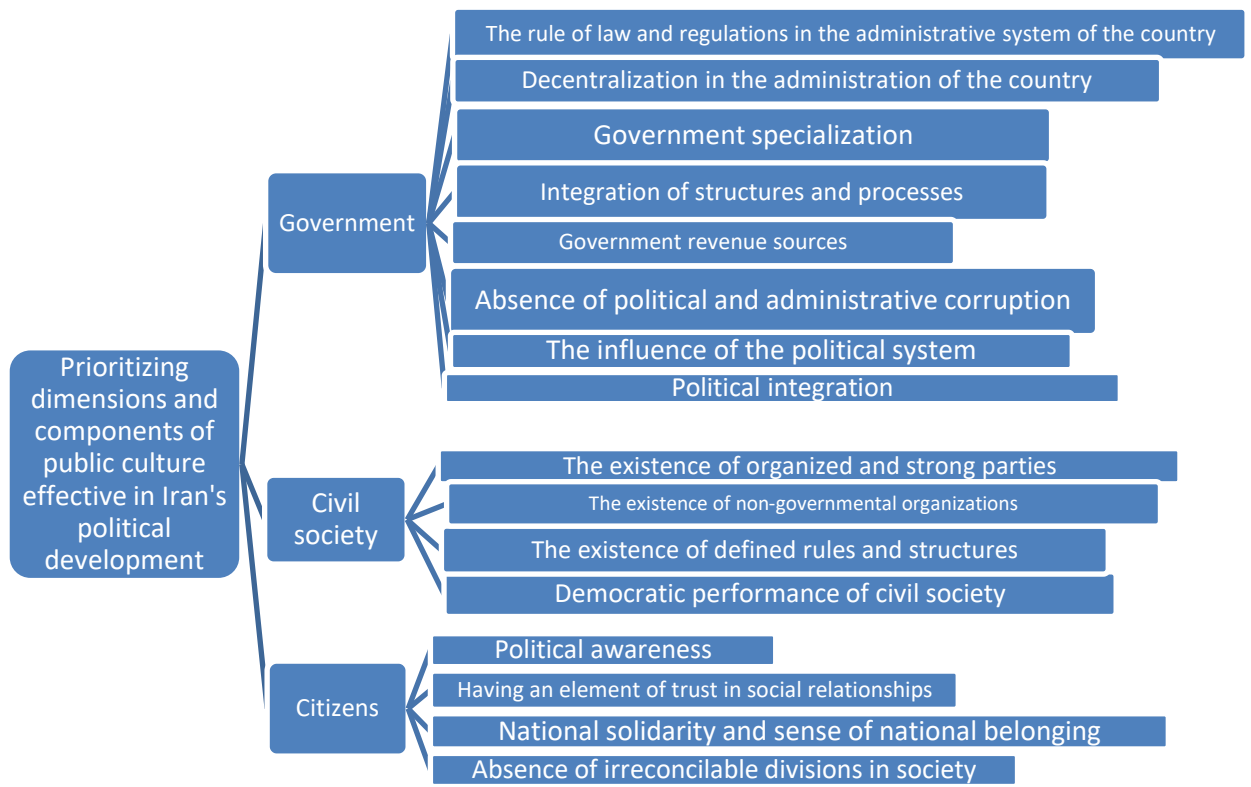 Prioritizing
dimensions and
components of
public culture
effective in Iran's
political
development
Government
The rule of law and regulations in the administrative system of the country
Decentralization in the administration of the country
Government specialization
Integration of structures and processes
Government revenue sources
Absence of political and administrative corruption
The influence of the political system
Political integration
Civil
society
The existence of organized and strong parties
The existence of non-governmental organizations
The existence of defined rules and structures
Democratic performance of civil society
Citizens
Political awareness
Having an element of trust in social relationships
National solidarity and sense of national belonging
Absence of irreconcilable divisions in society